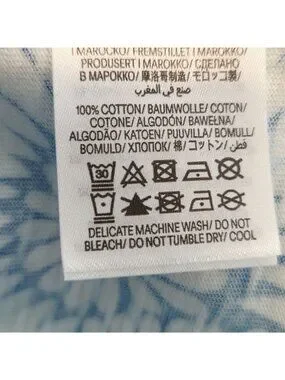 MAROCKO/ FREMSTILLET I MAROKKO/
PRODUSERT I MAROKKO/ СДЕЛАНО
В МАРОККО/ 摩洛哥制造/ モロッコ製/
صنع في المغرب
100% COTTON/ BAUMWOLLE/ COTON/
COTONE/ ALGODÓN/ BAWEŁNA/
ALGODÃO/ KATOEN/ PUUVILLA/ BOMULL/
BOMULD/ ХЛОПОК/ 棉/ コットン/ قطن
30
DELICATE MACHINE WASH/ DO NOT
BLEACH/ DO NOT TUMBLE DRY/ COOL